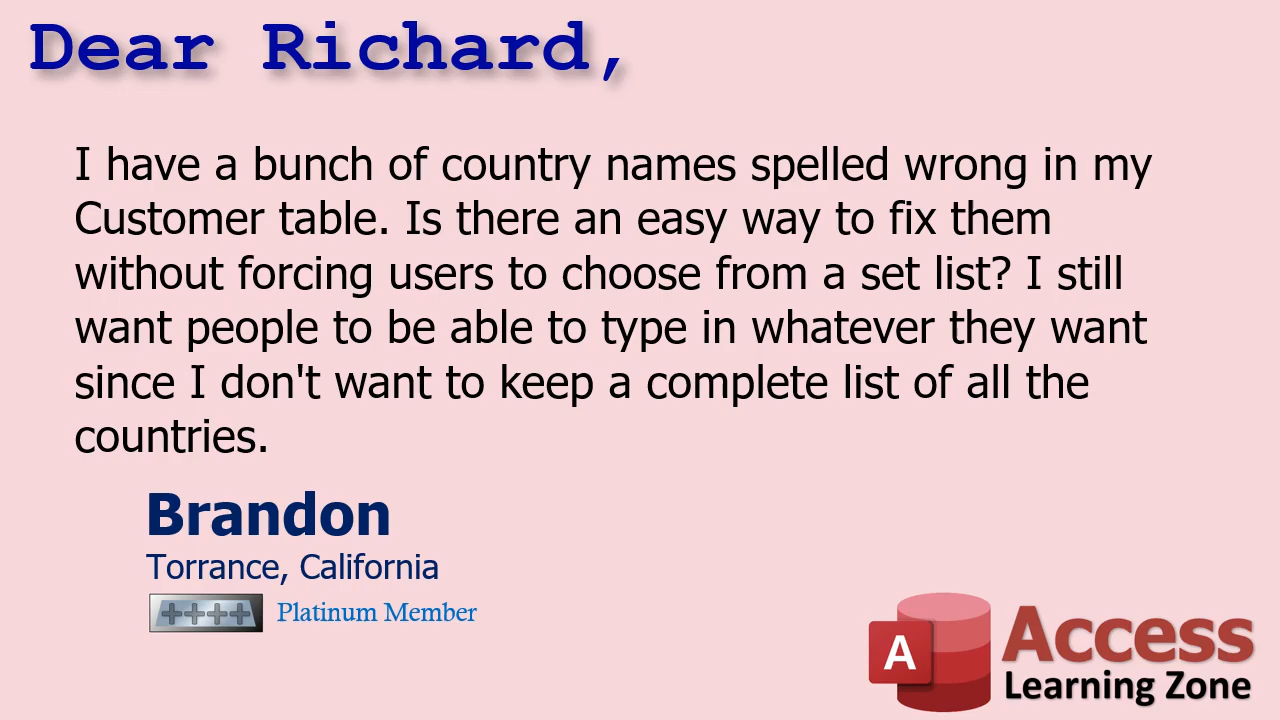 Dear Richard,
I have a bunch of country names spelled wrong in my
Customer table. Is there an easy way to fix them
without forcing users to choose from a set list? I still
want people to be able to type in whatever they want
since I don't want to keep a complete list of all the
countries.
Brandon
Torrance, California
++++ Platinum Member
A Access
Learning Zone